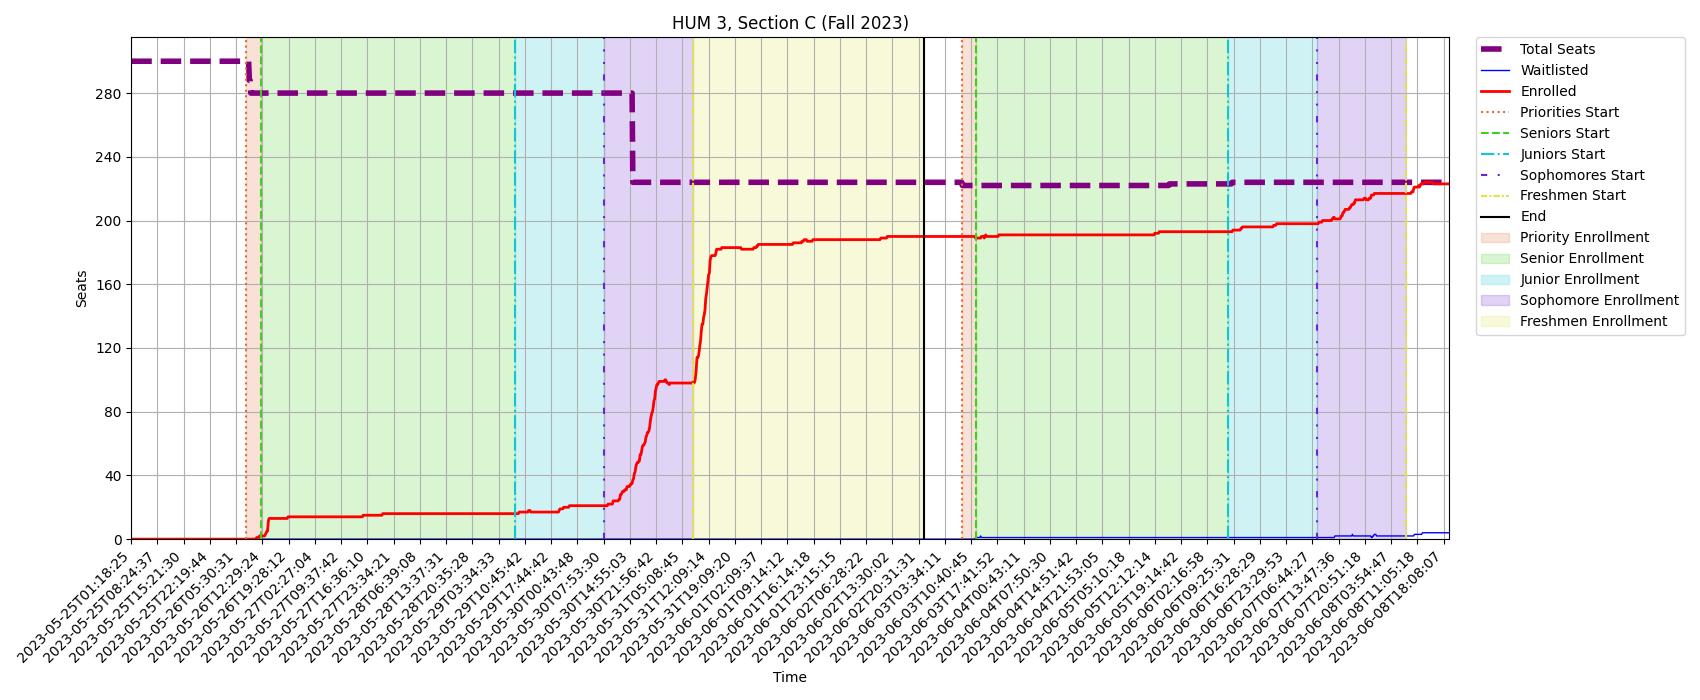 HUM 3, Section C (Fall 2023)
Seats
280
240
200
160
120
80
40
0
2023-05-25T01:18:25
2023-05-25T08:24:37
2023-05-25T15:21:30
2023-05-25T22:19:44
2023-05-26T05:30:31
2023-05-26T12:29:24
2023-05-26T19:28:12
2023-05-27T02:27:04
2023-05-27T09:37:42
2023-05-27T16:36:10
2023-05-27T23:34:21
2023-05-28T06:39:08
2023-05-28T13:37:31
2023-05-28T20:35:28
2023-05-29T03:34:33
2023-05-29T10:45:42
2023-05-29T17:44:42
2023-05-30T00:43:48
2023-05-30T07:53:30
2023-05-30T14:55:03
2023-05-30T21:56:42
2023-05-31T05:08:45
2023-05-31T12:09:14
2023-05-31T19:09:20
2023-06-01T02:09:37
2023-06-01T09:14:12
2023-06-01T16:14:18
2023-06-01T23:15:15
2023-06-02T06:28:22
2023-06-02T13:30:02
2023-06-02T20:31:31
2023-06-03T03:34:11
2023-06-03T10:40:45
2023-06-03T17:41:52
2023-06-04T00:43:11
2023-06-04T07:50:30
2023-06-04T14:51:42
2023-06-04T21:53:05
2023-06-05T05:10:18
2023-06-05T12:12:14
2023-06-05T19:14:42
2023-06-06T02:16:58
2023-06-06T09:25:31
2023-06-06T16:28:29
2023-06-06T23:29:53
2023-06-07T06:44:27
2023-06-07T13:47:36
2023-06-07T20:51:18
2023-06-08T03:54:47
2023-06-08T11:05:18
2023-06-08T18:08:07
Time
Total Seats
Waitlisted
Enrolled
Priorities Start
Seniors Start
Juniors Start
Sophomores Start
Freshmen Start
End
Priority Enrollment
Senior Enrollment
Junior Enrollment
Sophomore Enrollment
Freshmen Enrollment